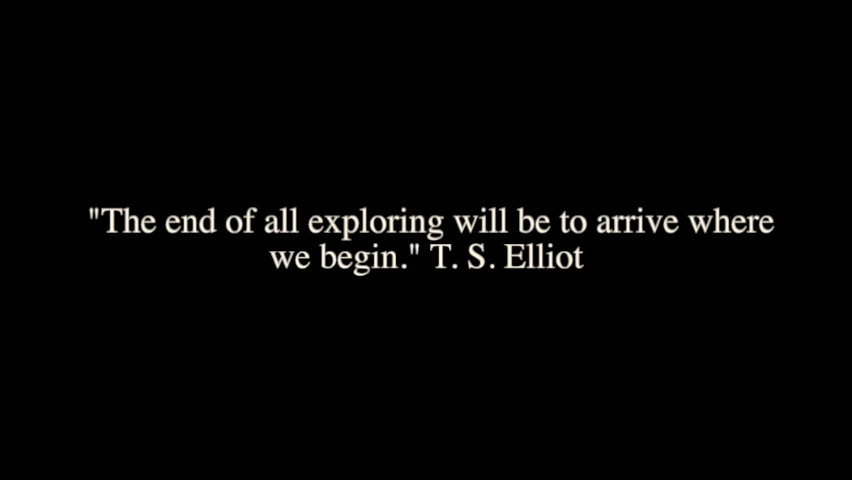 "The end of all exploring will be to arrive where
we begin." T. S. Elliot